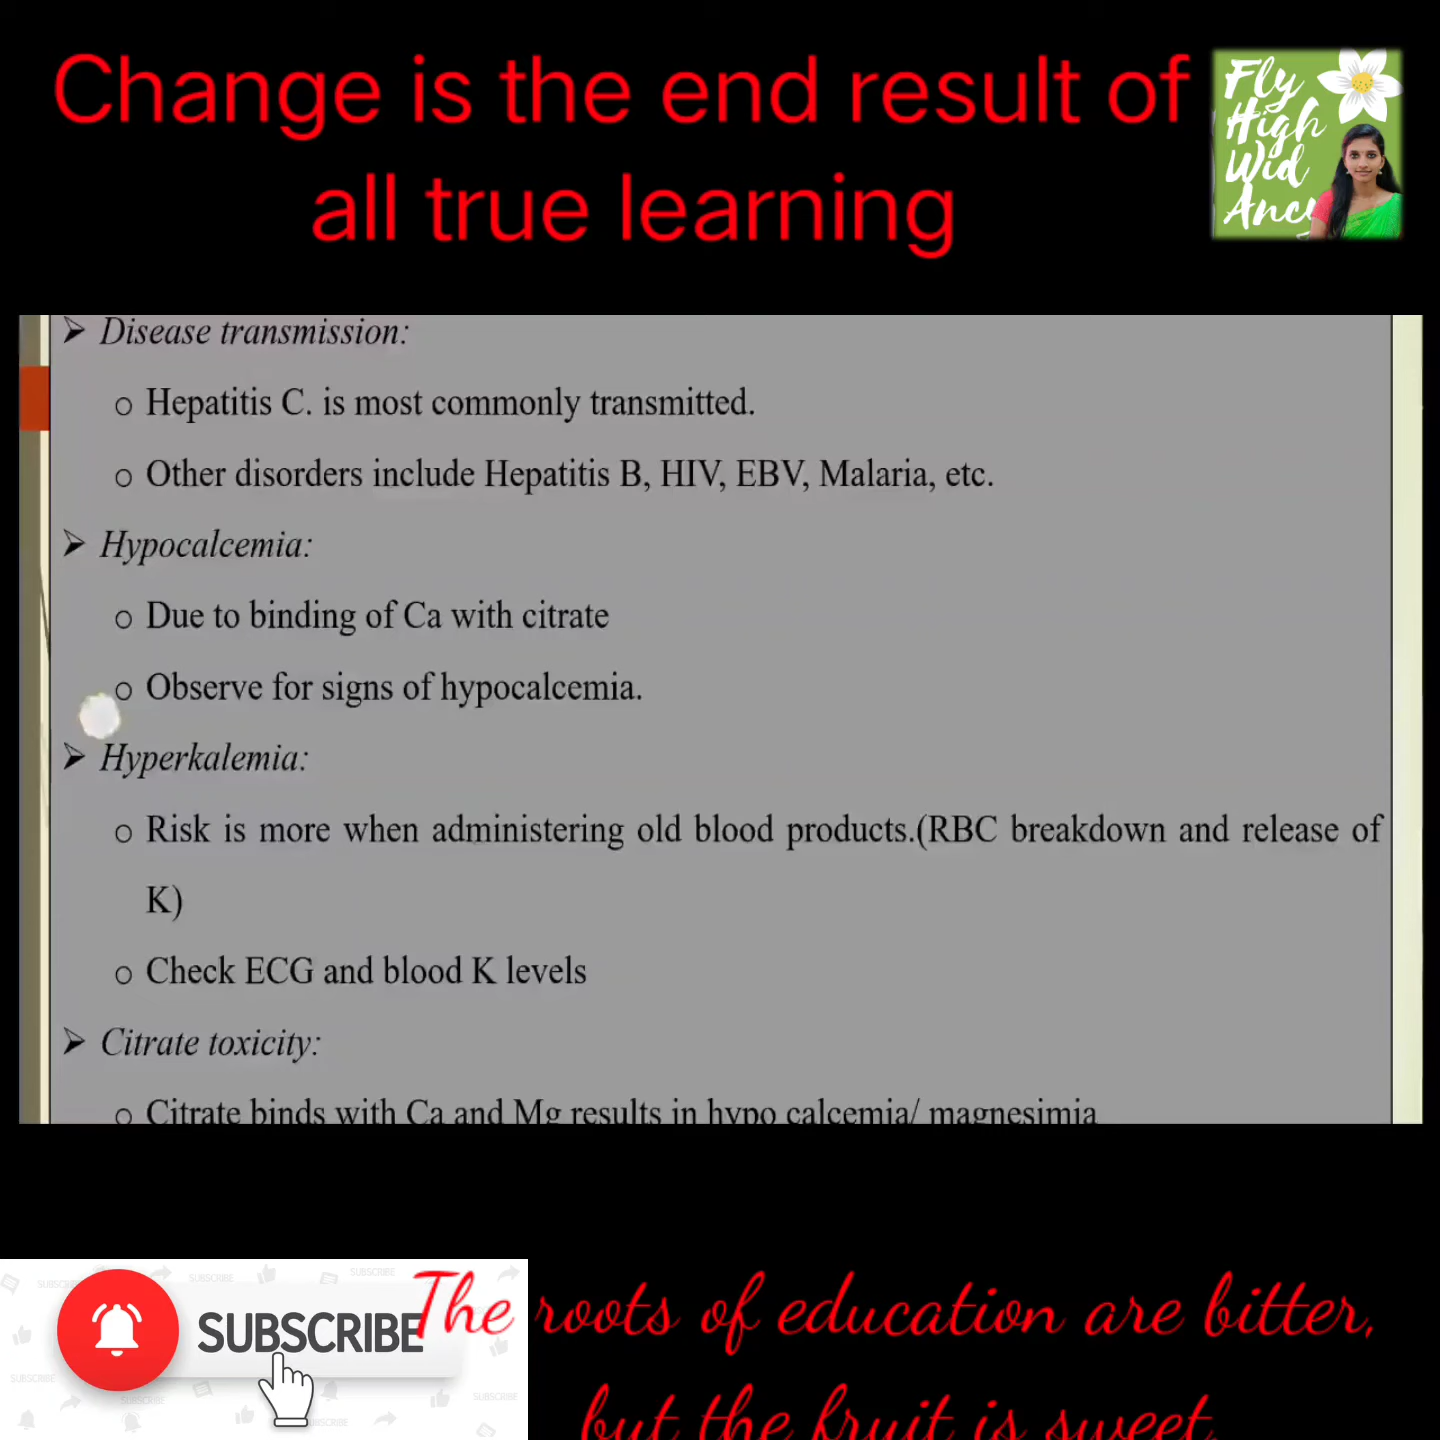 Change is the end result of
all true learning
Fly
High
Wid
Ancy
➤ Disease transmission:
o Hepatitis C. is most commonly transmitted.
o Other disorders include Hepatitis B, HIV, EBV, Malaria, etc.
➤ Hypocalcemia:
o Due to binding of Ca with citrate
o Observe for signs of hypocalcemia.
➤ Hyperkalemia:
o Risk is more when administering old blood products.(RBC breakdown and release of
K)
o Check ECG and blood K levels
➤ Citrate toxicity:
o Citrate binds with Ca and Mg results in hypo calcemia/ magnesimia
SUBSCRIBE
The roots of education are bitter,
but the fruit is sweet.